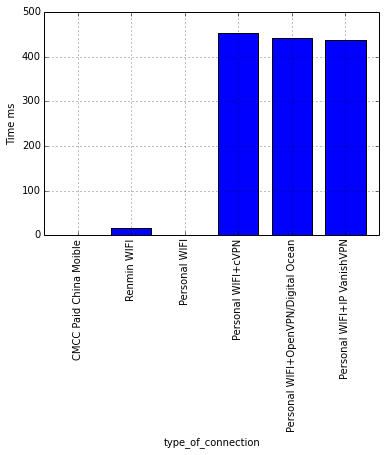 500
400
300
200
100
0
Time ms
CMCC Paid China Moible
Renmin WIFI
Personal WIFI
Personal WIFI+cVPN
Personal WIFI+OpenVPN/Digital Ocean
Personal WIFI+IP VanishVPN
type_of_connection